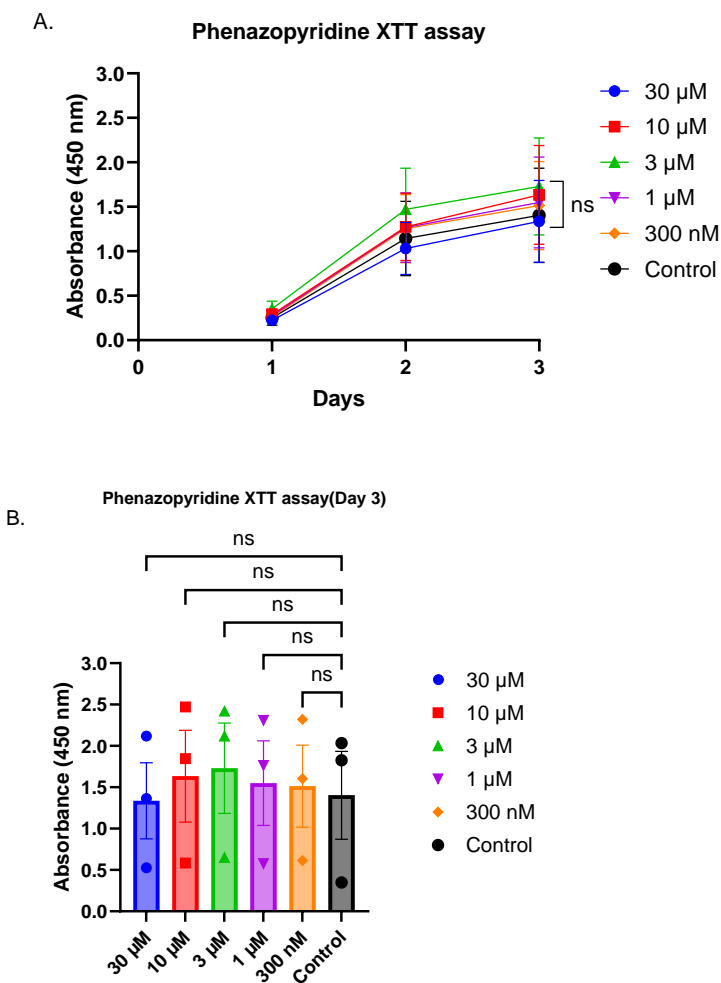 A.
Phenazopyridine XTT assay
Absorbance (450 nm)
3.0
2.5
2.0
1.5
1.0
0.5
0.0
0
1
2
3
Days
ns
30 µM
10 µM
3 µM
1 µM
300 nM
Control
B.
Phenazopyridine XTT assay(Day 3)
ns
ns
ns
ns
ns
Absorbance (450 nm)
3.0
2.5
2.0
1.5
1.0
0.5
0.0
30 µM
10 µM
3 µM
1 µM
300 nM
Control
30 µM
10 µM
3 µM
1 µM
300 nM
Control